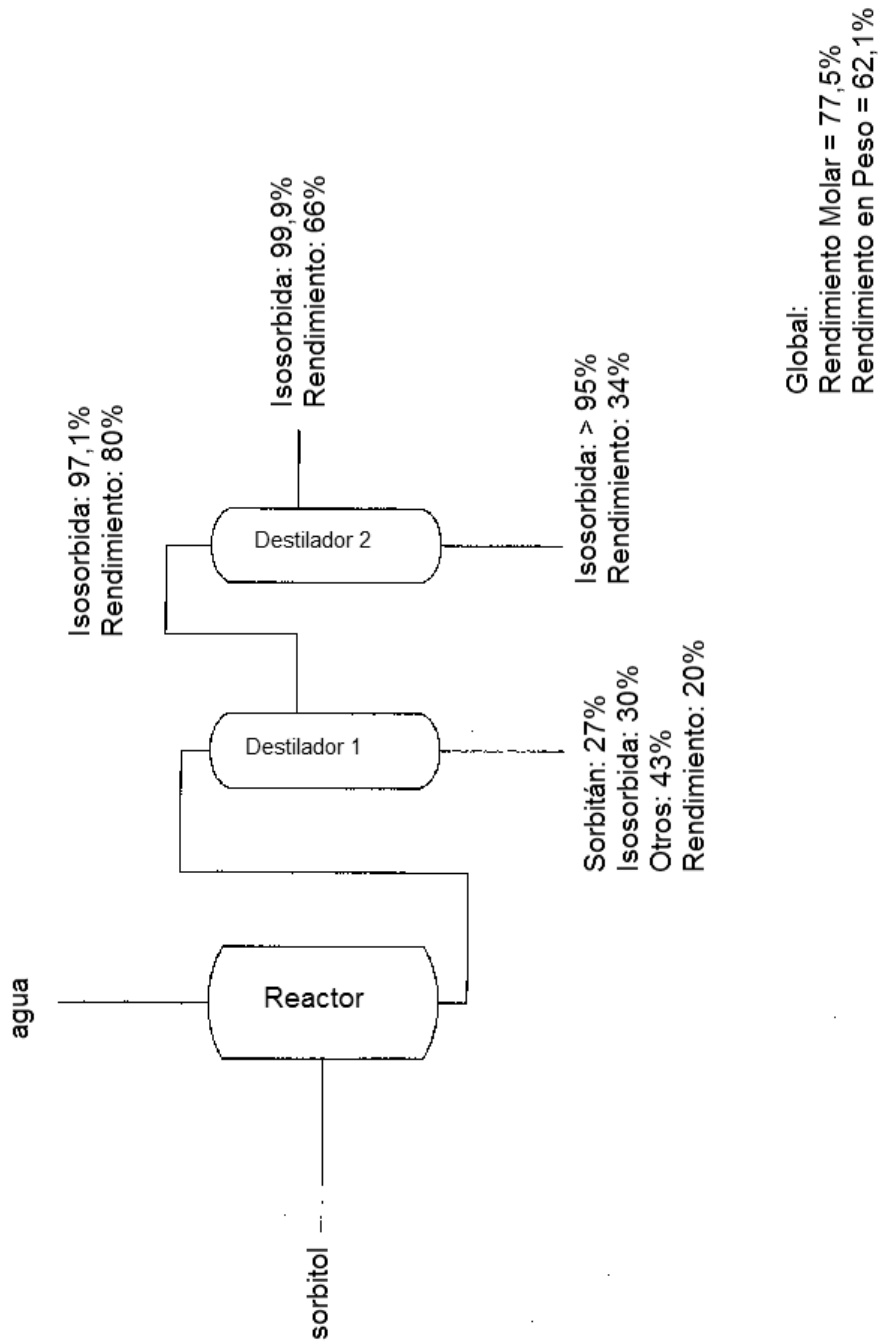 sorbitol
agua
Reactor
Destilador 1
Sorbitán: 27%
Isosorbida: 30%
Otros: 43%
Rendimiento: 20%
Isosorbida: 97,1%
Rendimiento: 80%
Destilador 2
Isosorbida: 99,9%
Rendimiento: 66%
Isosorbida: > 95%
Rendimiento: 34%
Global:
Rendimiento Molar = 77,5%
Rendimiento en Peso = 62,1%